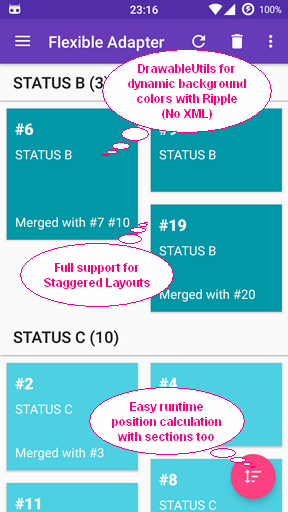 23:16
Flexible Adapter
STATUS B (3)
DrawableUtils for
dynamic background
colors with Ripple
(No XML)
#6
STATUS B
STATUS B
Merged with #7 #10
#19
STATUS B
Merged with #20
Full support for
Staggered Layouts
STATUS C (10)
#2
STATUS C
Merged with #3
#4
Easy runtime
position calculation
with sections too
#8
STATUS C
#11